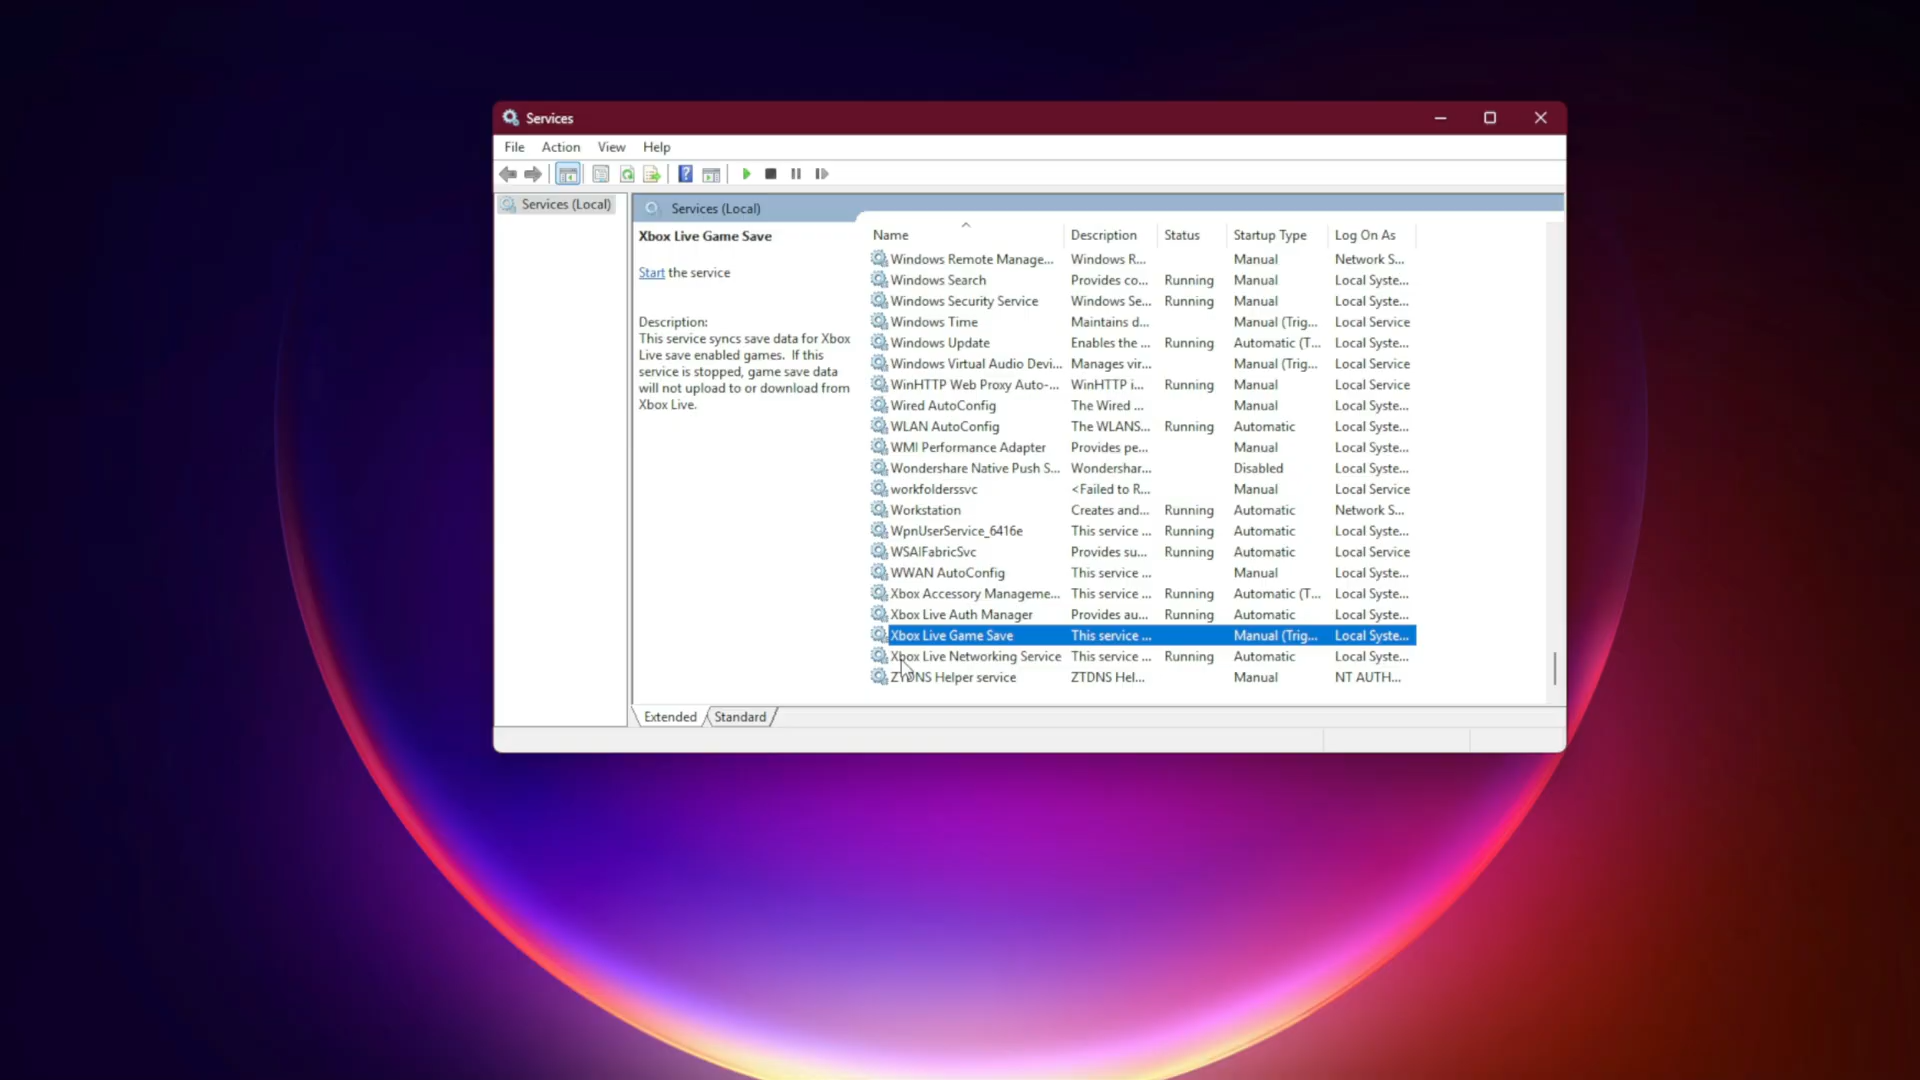 Services
File Action View Help
Services (Local)
Services (Local)
Xbox Live Game Save
Start the service
Description:
This service syncs save data for Xbox
Live save enabled games. If this
service is stopped, game save data
will not upload to or download from
Xbox Live.
Name Description Status Startup Type Log On As
Windows Remote Manage... Windows R... Manual Network S...
Windows Search Provides co... Running Manual Local Syste...
Windows Security Service Windows Se... Running Manual Local Syste...
Windows Time Maintains d... Manual (Trig... Local Service
Windows Update Enables the ... Running Automatic (T... Local Syste...
Windows Virtual Audio Devi... Manages vir... Manual (Trig... Local Service
WinHTTP Web Proxy Auto-... WinHTTP i... Running Manual Local Service
Wired AutoConfig The Wired ... Manual Local Syste...
WLAN AutoConfig The WLANS... Running Automatic Local Syste...
WMI Performance Adapter Provides pe... Manual Local Syste...
Wondershare Native Push S... Wondershar... Disabled Local Syste...
workfolderssvc <Failed to R... Manual Local Service
Workstation Creates and... Running Automatic Network S...
WpnUserService_6416e This service ... Running Automatic Local Syste...
WSAIFabricSvc Provides su... Running Automatic Local Service
WWAN AutoConfig This service ... Manual Local Syste...
Xbox Accessory Manageme... This service ... Running Automatic (T... Local Syste...
Xbox Live Auth Manager Provides au... Running Automatic Local Syste...
Xbox Live Game Save This service ... Manual (Trig... Local Syste...
Xbox Live Networking Service This service ... Running Automatic Local Syste...
ZTDNS Helper service ZTDNS Hel... Manual NT AUTH...
Extended Standard